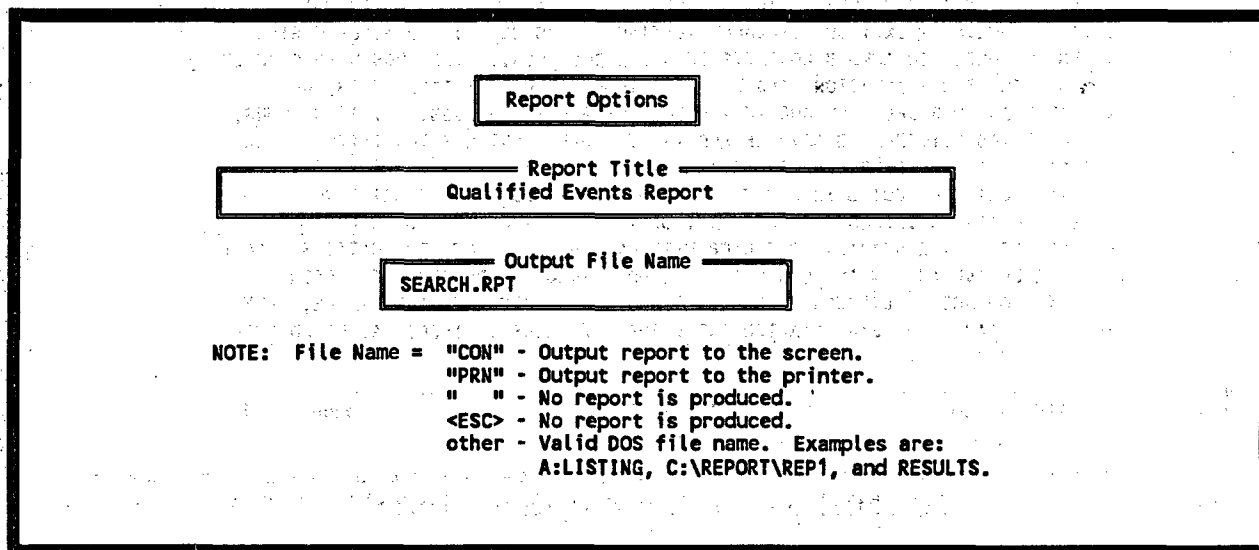 Report Options
Report Title
Qualified Events Report
Output File Name
SEARCH.RPT
NOTE: File Name = "CON" - Output report to the screen.
"PRN" - Output report to the printer.
" " - No report is produced.
<ESC> - No report is produced.
other - Valid DOS file name. Examples are:
A:LISTING, C:\REPORT\REP1, and RESULTS.